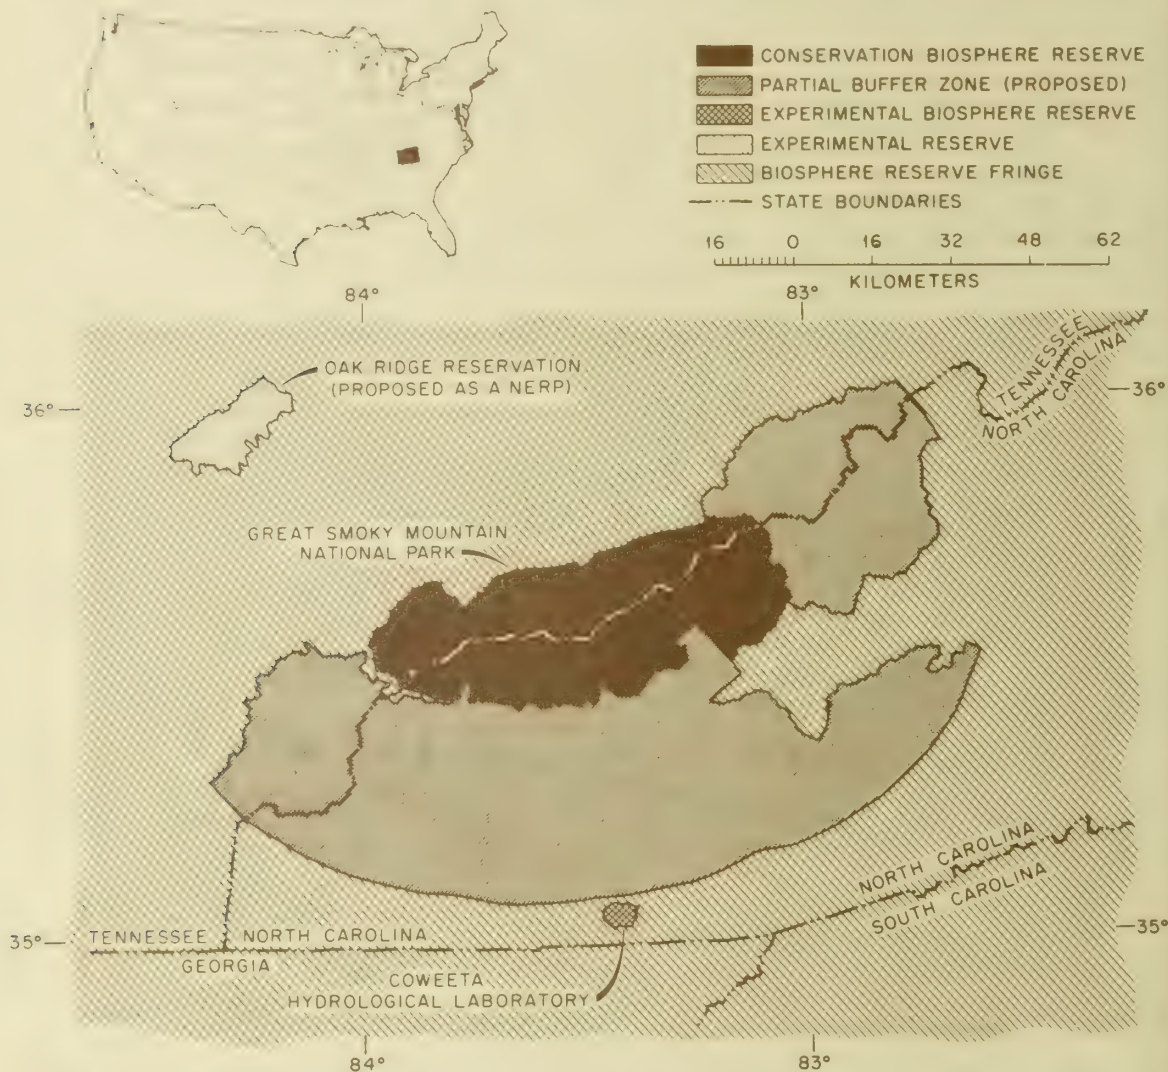 CONSERVATION BIOSPHERE RESERVE
PARTIAL BUFFER ZONE (PROPOSED)
EXPERIMENTAL BIOSPHERE RESERVE
EXPERIMENTAL RESERVE
BIOSPHERE RESERVE FRINGE
STATE BOUNDARIES
16 0 16 32 48 62
KILOMETERS
84° 83°
OAK RIDGE RESERVATION
(PROPOSED AS A NERP)
TENNESSEE
NORTH CAROLINA
36° 36°
GREAT SMOKY MOUNTAIN
NATIONAL PARK
NORTH CAROLINA
SOUTH CAROLINA
35° 35°
TENNESSEE NORTH CAROLINA
GEORGIA
COWEETA
HYDROLOGICAL LABORATORY
84° 83°